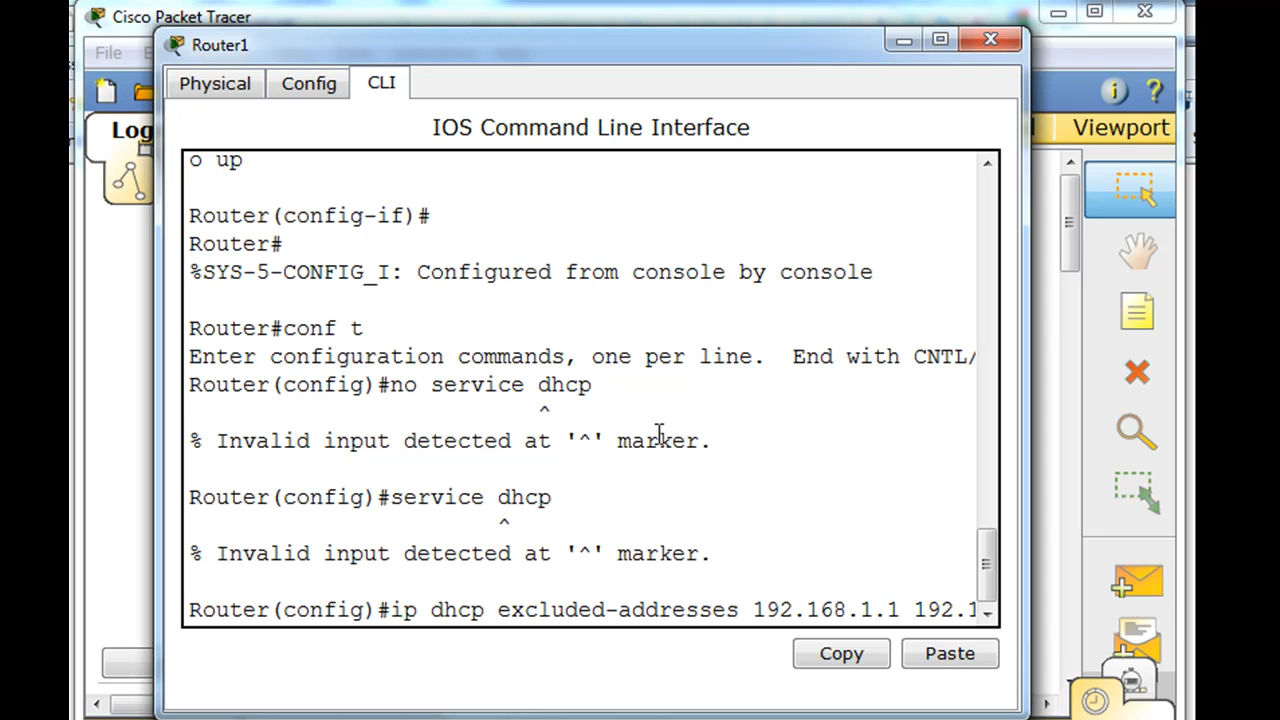 Cisco Packet Tracer
Router1
File
Physical
Config
CLI
Log
Viewport
IOS Command Line Interface
o up
Router(config-if)#
Router#
%SYS-5-CONFIG_I: Configured from console by console
Router#conf t
Enter configuration commands, one per line. End with CNTL/
Router(config)#no service dhcp
^
% Invalid input detected at '^' marker.
Router(config)#service dhcp
^
% Invalid input detected at '^' marker.
Router(config)#ip dhcp excluded-addresses 192.168.1.1 192.1
Copy
Paste